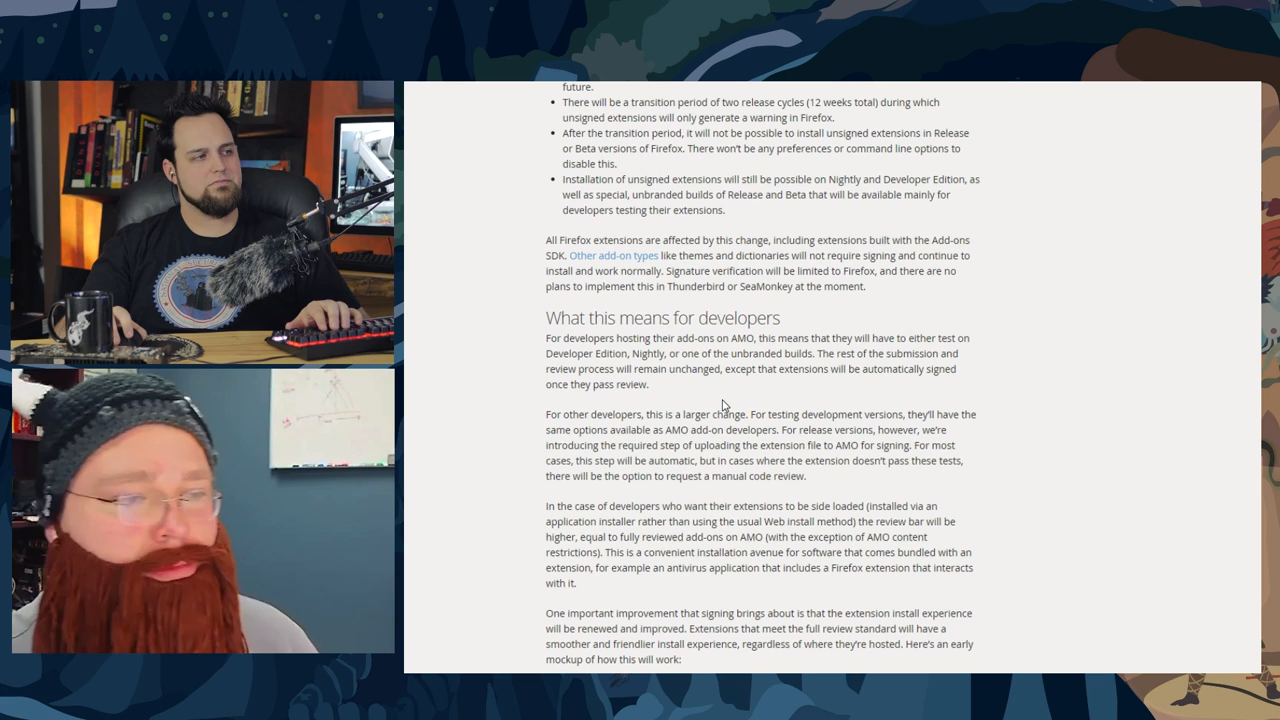 future.
• There will be a transition period of two release cycles (12 weeks total) during which
unsigned extensions will only generate a warning in Firefox.
• After the transition period, it will not be possible to install unsigned extensions in Release
or Beta versions of Firefox. There won't be any preferences or command line options to
disable this.
• Installation of unsigned extensions will still be possible on Nightly and Developer Edition, as
well as special, unbranded builds of Release and Beta that will be available mainly for
developers testing their extensions.
All Firefox extensions are affected by this change, including extensions built with the Add-ons
SDK. Other add-on types like themes and dictionaries will not require signing and continue to
install and work normally. Signature verification will be limited to Firefox, and there are no
plans to implement this in Thunderbird or SeaMonkey at the moment.
What this means for developers
For developers hosting their add-ons on AMO, this means that they will have to either test on
Developer Edition, Nightly, or one of the unbranded builds. The rest of the submission and
review process will remain unchanged, except that extensions will be automatically signed
once they pass review.
For other developers, this is a larger change. For testing development versions, they'll have the
same options available as AMO add-on developers. For release versions, however, we're
introducing the required step of uploading the extension file to AMO for signing. For most
cases, this step will be automatic, but in cases where the extension doesn't pass these tests,
there will be the option to request a manual code review.
In the case of developers who want their extensions to be side loaded (installed via an
application installer rather than using the usual Web install method) the review bar will be
higher, equal to fully reviewed add-ons on AMO (with the exception of AMO content
restrictions). This is a convenient installation avenue for software that comes bundled with an
extension, for example an antivirus application that includes a Firefox extension that interacts
with it.
One important improvement that signing brings about is that the extension install experience
will be renewed and improved. Extensions that meet the full review standard will have a
smoother and friendlier install experience, regardless of where they're hosted. Here's an early
mockup of how this will work: